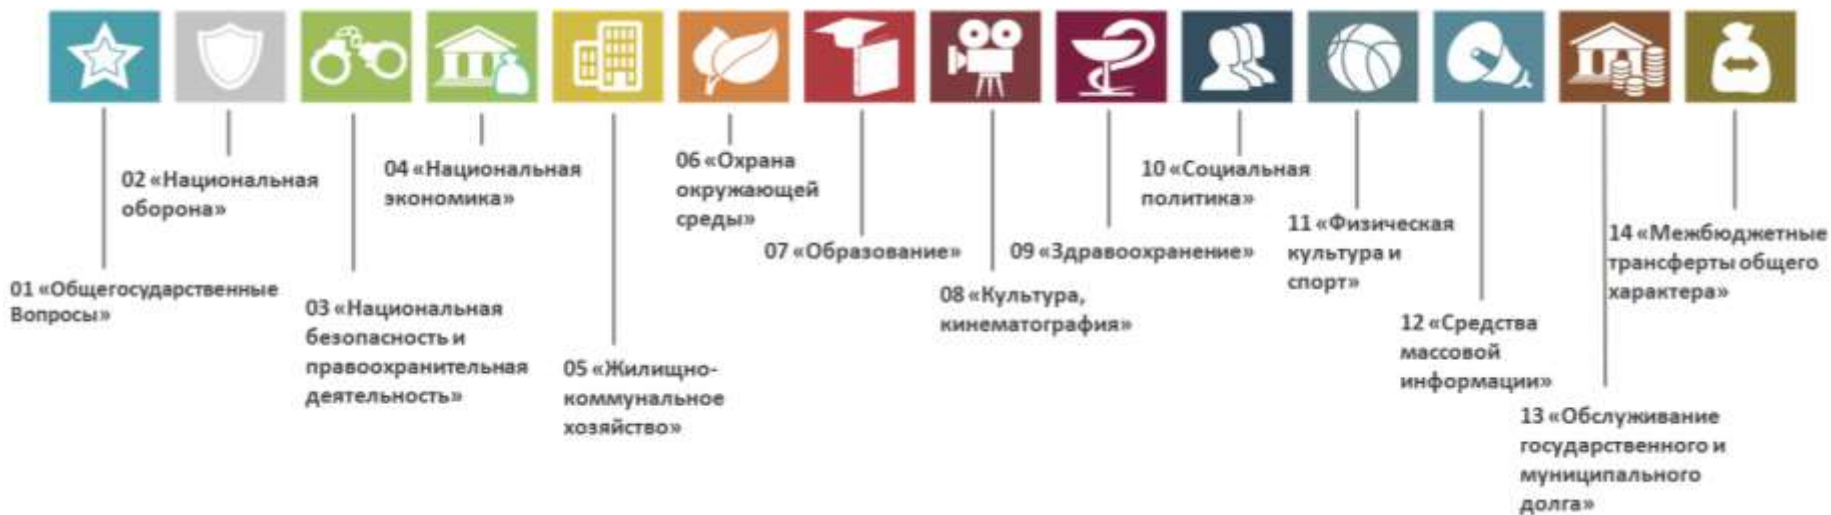 01 «Общегосударственные
Вопросы»
02 «Национальная
оборона»
03 «Национальная
безопасность и
правоохранительная
деятельность»
04 «Национальная
экономика»
05 «Жилищно-
коммунальное
хозяйство»
06 «Охрана
окружающей
среды»
07 «Образование»
08 «Культура,
кинематография»
09 «Здравоохранение»
10 «Социальная
политика»
11 «Физическая
культура и
спорт»
12 «Средства
массовой
информации»
13 «Обслуживание
государственного и
муниципального
долга»
14 «Межбюджетные
трансферты общего
характера»